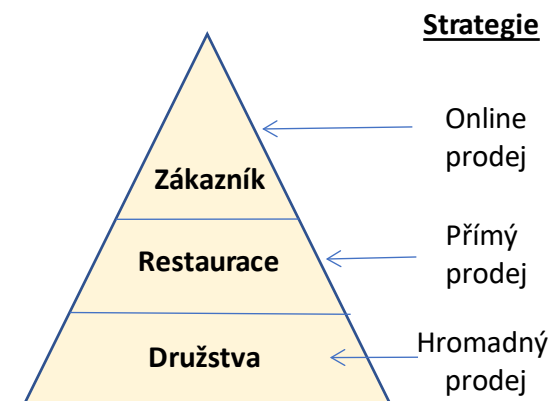 Strategie
Online
prodej
Zákazník
Přímý
prodej
Restaurace
Hromadný
prodej
Družstva